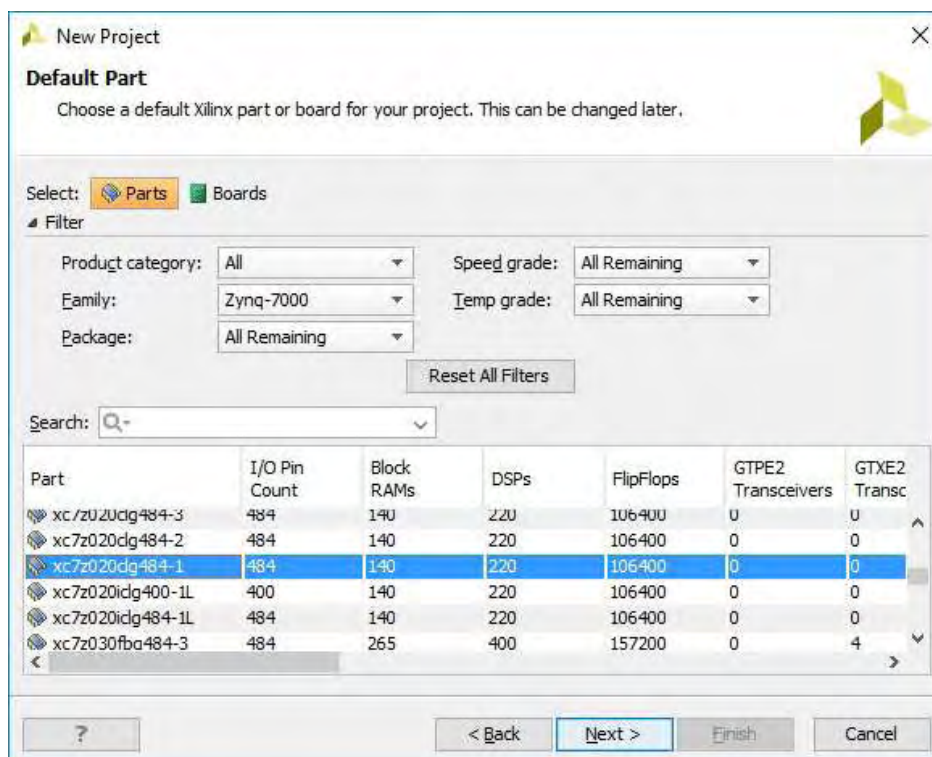 New Project
Default Part
Choose a default Xilinx part or board for your project. This can be changed later.
Select: Parts Boards
Filter
Product category: All Speed grade: All Remaining
Family: Zynq-7000 Temp grade: All Remaining
Package: All Remaining
Reset All Filters
Search:
Part I/O Pin Count Block RAMs DSPs FlipFlops GTPE2 Transceivers GTXE2 Transc
xc7z020clg484-3 484 140 220 106400 0 0
xc7z020clg484-2 484 140 220 106400 0 0
xc7z020clg484-1 484 140 220 106400 0 0
xc7z020iclg400-1L 400 140 220 106400 0 0
xc7z020iclg484-1L 484 140 220 106400 0 0
xc7z030fbg484-3 484 265 400 157200 0 4
? < Back Next > Finish Cancel